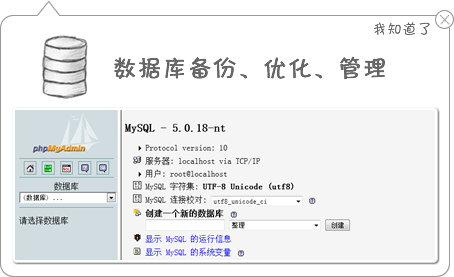 我知道了
数据库备份、优化、管理
phpMyAdmin
数据库
(数据库) ...
请选择数据库
MySQL - 5.0.18-nt
Protocol version: 10
服务器: localhost via TCP/IP
用户: root@localhost
MySQL 字符集: UTF-8 Unicode (utf8)
MySQL 连接校对: utf8_unicode_ci
创建一个新的数据库
整理 创建
显示 MySQL 的运行信息
显示 MySQL 的系统变量